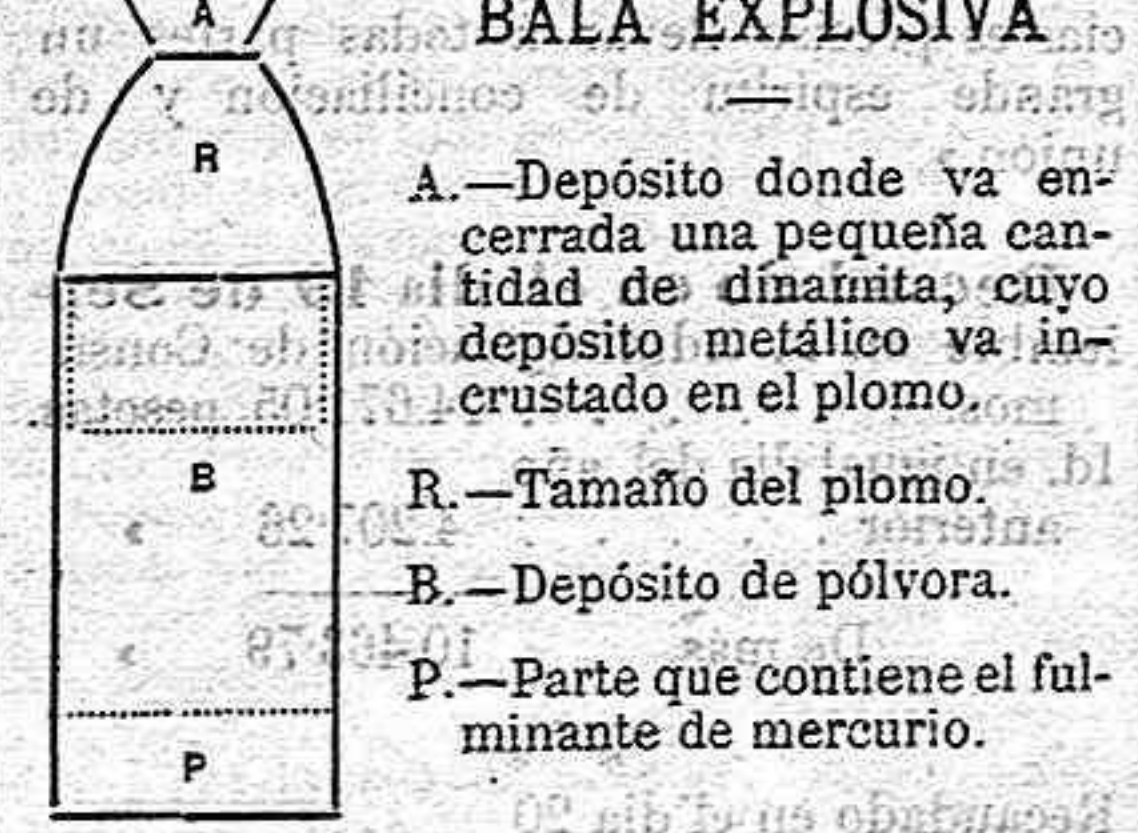 BALA EXPLOSIVA
A
R
B
P
A.—Depósito donde va en-
cerrada una pequeña can-
tidad de dinamita, cuyo
depósito metálico va in-
crustado en el plomo.
R.—Tamaño del plomo.
B.—Depósito de pólvora.
P.—Parte que contiene el ful-
minante de mercurio.